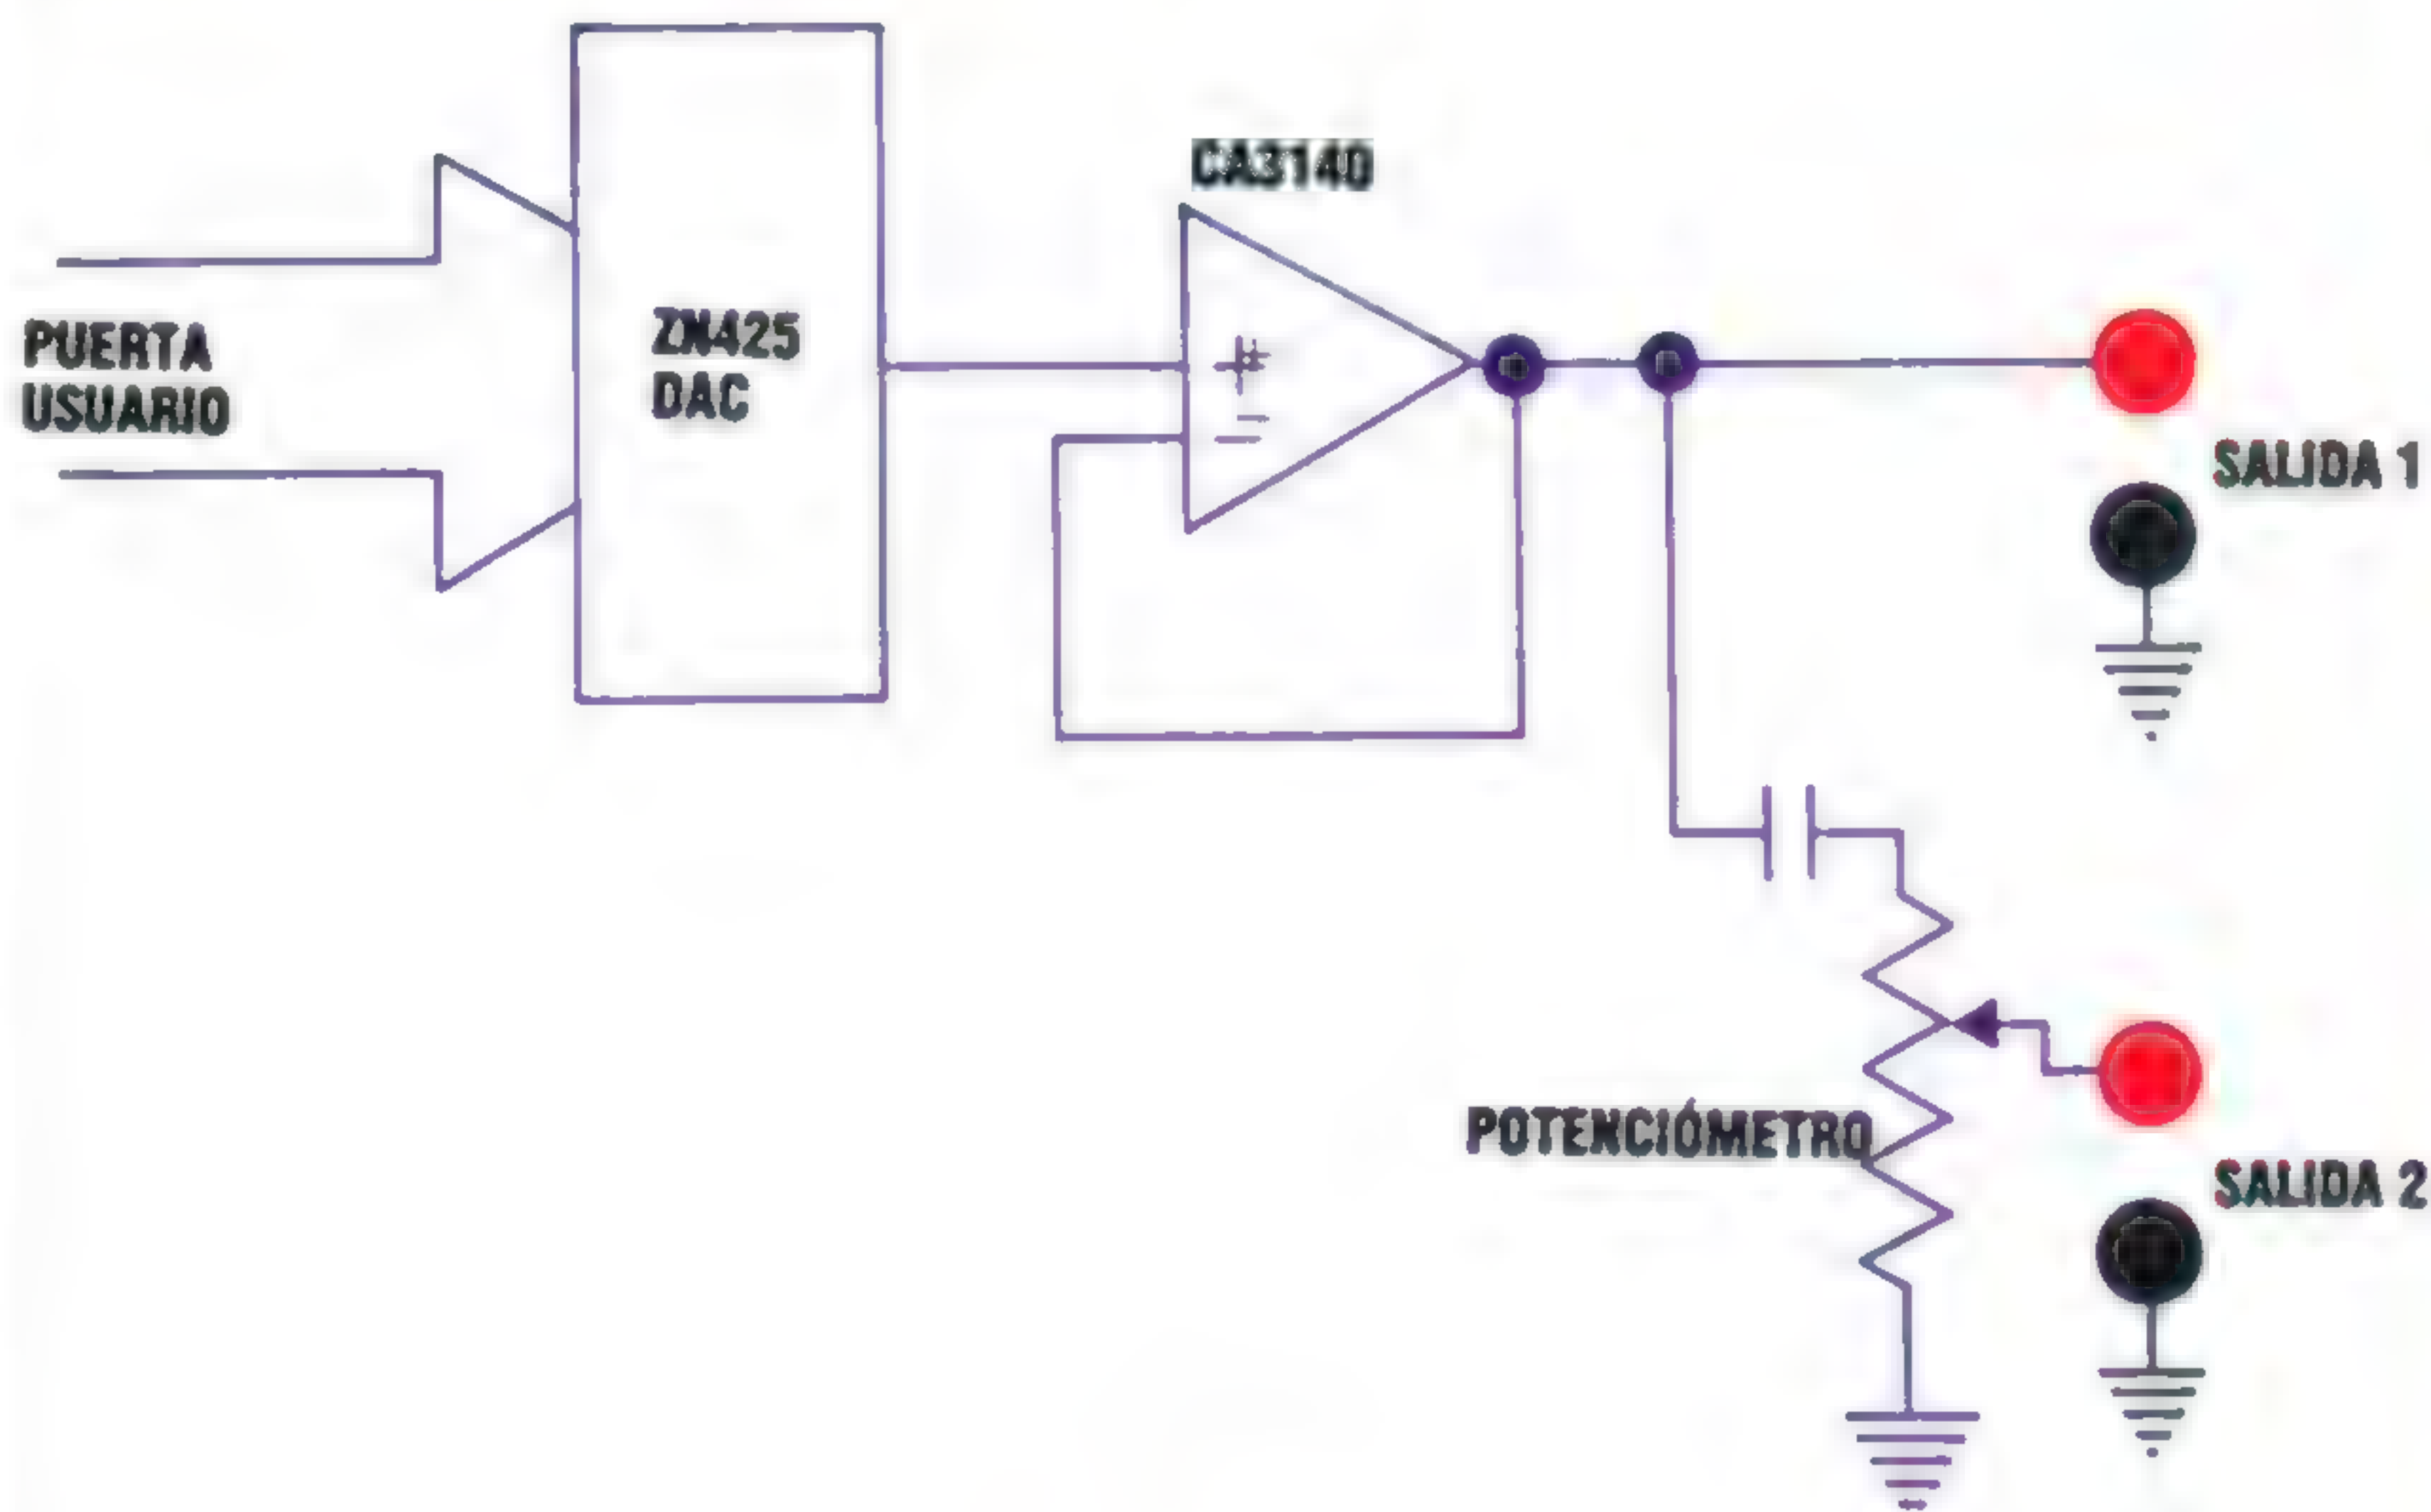 CA3140
PUERTA
USUARIO
ZN425
DAC
+
−
SALIDA 1
POTENCIÓMETRO
SALIDA 2